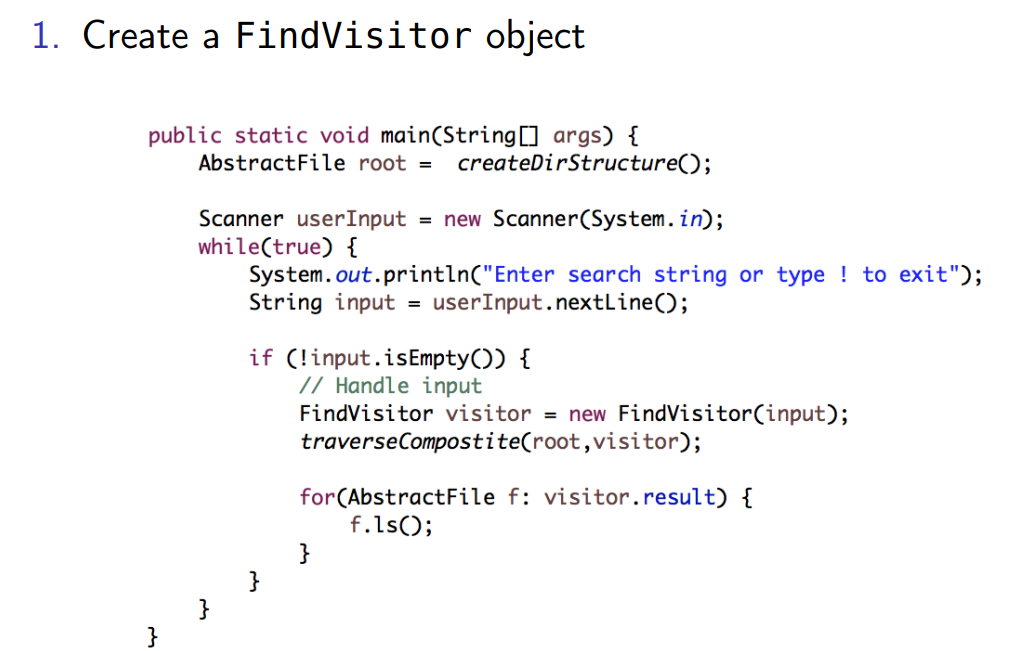 1. Create a FindVisitor object
public static void main(String[] args) {
AbstractFile root =  createDirStructure();
Scanner userInput = new Scanner(System.in);
while(true) {
System.out.println("Enter search string or type ! to exit");
String input = userInput.nextLine();
if (!input.isEmpty()) {
// Handle input
FindVisitor visitor = new FindVisitor(input);
traverseCompostite(root,visitor);
for(AbstractFile f: visitor.result) {
f.ls();
}
}
}
}